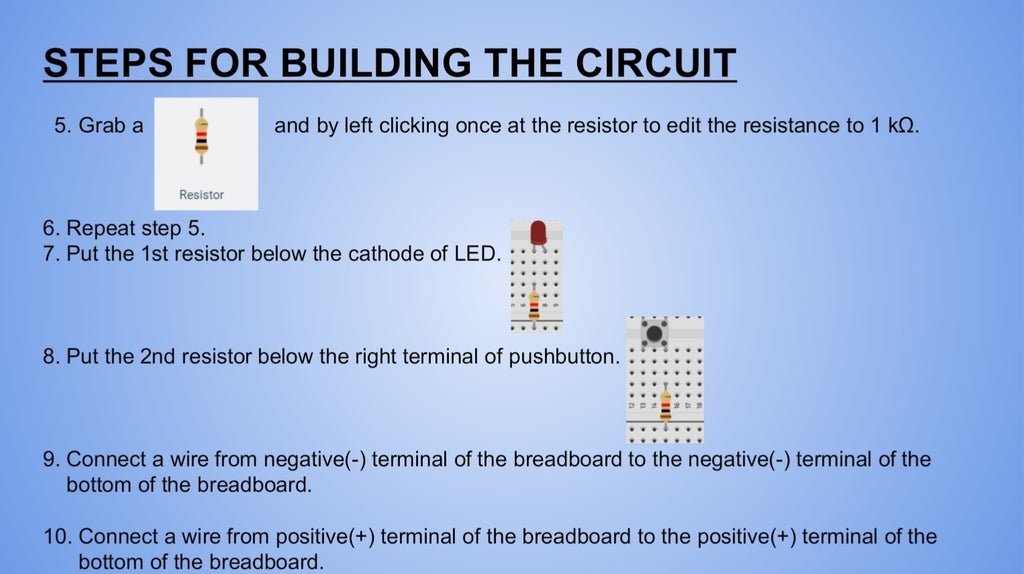 STEPS FOR BUILDING THE CIRCUIT
5. Grab a and by left clicking once at the resistor to edit the resistance to 1 kΩ.
Resistor
6. Repeat step 5.
7. Put the 1st resistor below the cathode of LED.
8. Put the 2nd resistor below the right terminal of pushbutton.
9. Connect a wire from negative(-) terminal of the breadboard to the negative(-) terminal of the
bottom of the breadboard.
10. Connect a wire from positive(+) terminal of the breadboard to the positive(+) terminal of the
bottom of the breadboard.